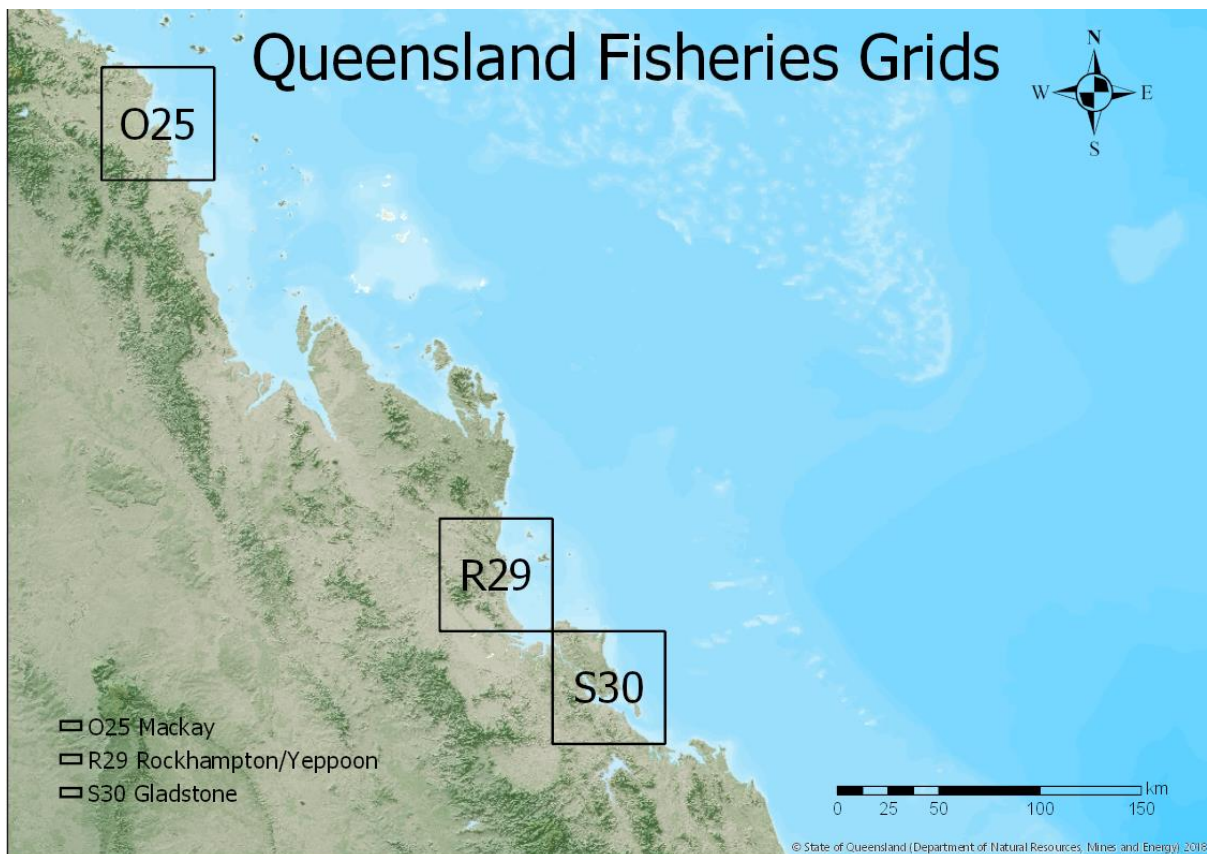 Queensland Fisheries Grids
N
W E
S
O25
R29
S30
O25 Mackay
R29 Rockhampton/Yeppoon
S30 Gladstone
km
0 25 50 100 150
© State of Queensland (Department of Natural Resources, Mines and Energy) 2018